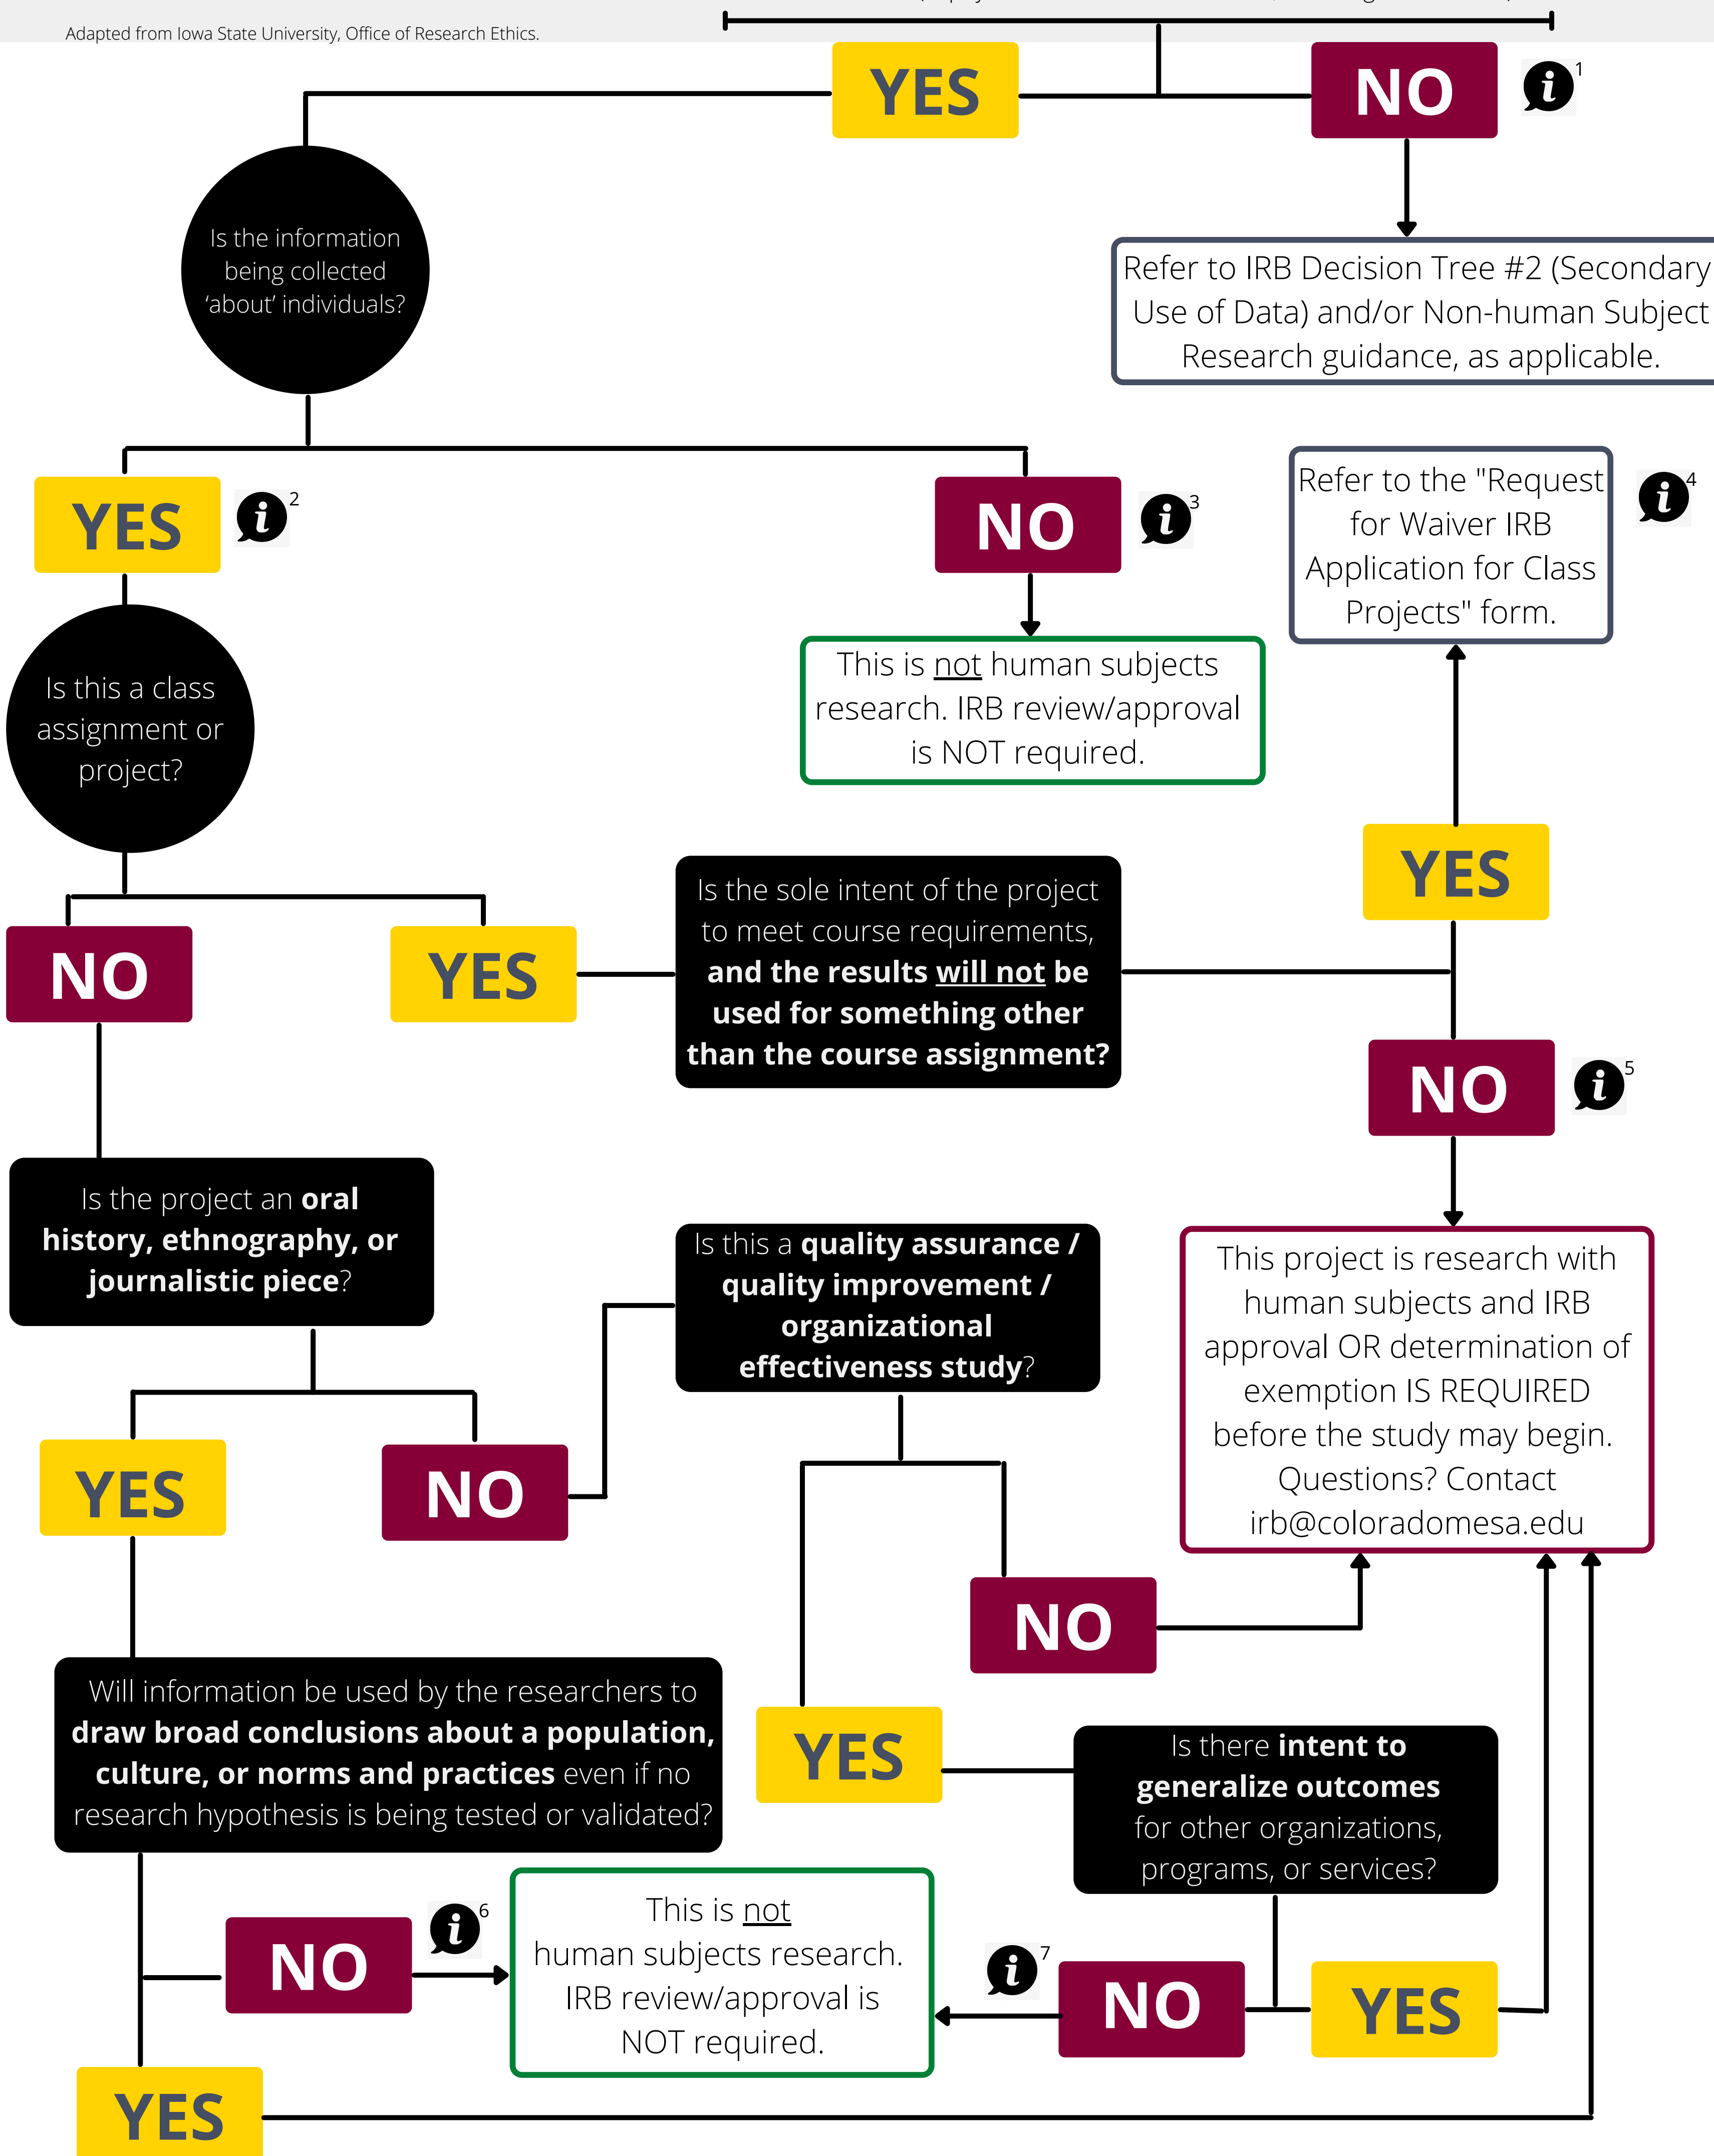 Adapted from Iowa State University, Office of Research Ethics.
YES
NO
1
Is the information
being collected
‘about’ individuals?
Refer to IRB Decision Tree #2 (Secondary
Use of Data) and/or Non-human Subject
Research guidance, as applicable.
YES
2
NO
3
Refer to the "Request
for Waiver IRB
Application for Class
Projects" form.
4
This is not human subjects
research. IRB review/approval
is NOT required.
Is this a class
assignment or
project?
YES
Is the sole intent of the project
to meet course requirements,
and the results will not be
used for something other
than the course assignment?
NO
YES
NO
5
Is the project an oral
history, ethnography, or
journalistic piece?
Is this a quality assurance /
quality improvement /
organizational
effectiveness study?
This project is research with
human subjects and IRB
approval OR determination of
exemption IS REQUIRED
before the study may begin.
Questions? Contact
irb@coloradomesa.edu
YES
NO
NO
Will information be used by the researchers to
draw broad conclusions about a population,
culture, or norms and practices even if no
research hypothesis is being tested or validated?
YES
Is there intent to
generalize outcomes
for other organizations,
programs, or services?
NO
6
This is not
human subjects research.
IRB review/approval is
NOT required.
7
NO
YES
YES